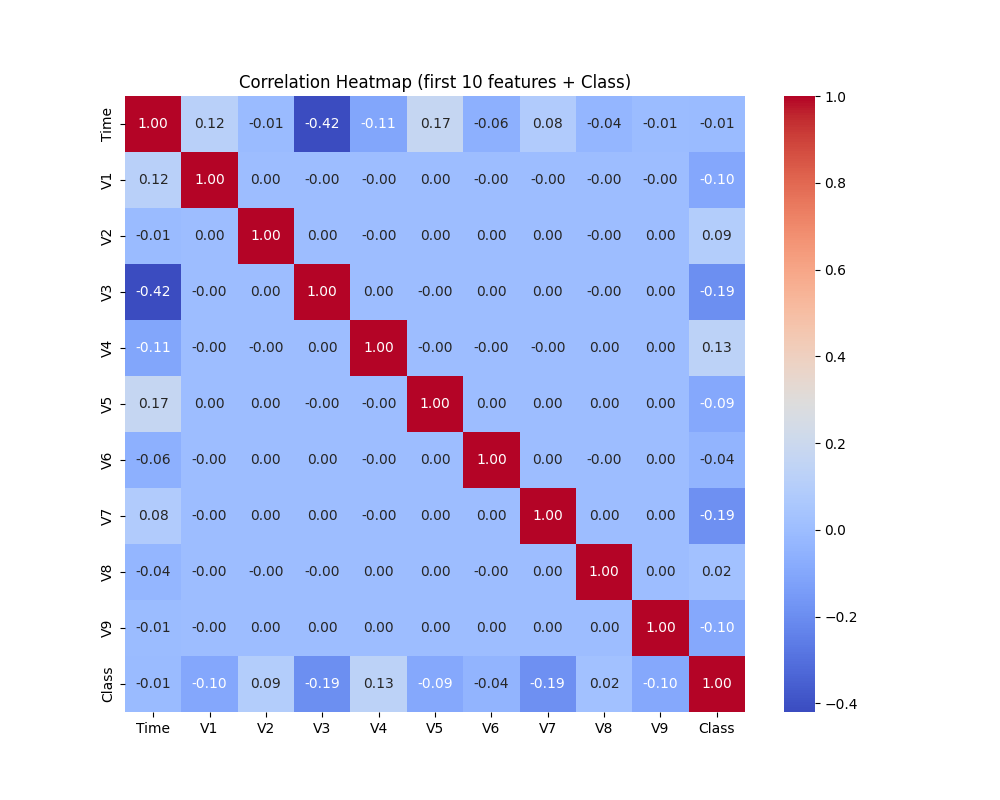 Correlation Heatmap (first 10 features + Class)
Time 1.00 0.12 -0.01 -0.42 -0.11 0.17 -0.06 0.08 -0.04 -0.01 -0.01
V1 0.12 1.00 0.00 -0.00 -0.00 0.00 -0.00 -0.00 -0.00 -0.00 -0.10
V2 -0.01 0.00 1.00 0.00 -0.00 0.00 0.00 0.00 -0.00 0.00 0.09
V3 -0.42 -0.00 0.00 1.00 0.00 -0.00 0.00 0.00 -0.00 0.00 -0.19
V4 -0.11 -0.00 -0.00 0.00 1.00 -0.00 -0.00 -0.00 0.00 0.00 0.13
V5 0.17 0.00 0.00 -0.00 -0.00 1.00 0.00 0.00 0.00 0.00 -0.09
V6 -0.06 -0.00 0.00 0.00 -0.00 0.00 1.00 0.00 -0.00 0.00 -0.04
V7 0.08 -0.00 0.00 0.00 -0.00 0.00 0.00 1.00 0.00 0.00 -0.19
V8 -0.04 -0.00 -0.00 -0.00 0.00 0.00 -0.00 0.00 1.00 0.00 0.02
V9 -0.01 -0.00 0.00 0.00 0.00 0.00 0.00 0.00 0.00 1.00 -0.10
Class -0.01 -0.10 0.09 -0.19 0.13 -0.09 -0.04 -0.19 0.02 -0.10 1.00
Time V1 V2 V3 V4 V5 V6 V7 V8 V9 Class
1.0
0.8
0.6
0.4
0.2
0.0
−0.2
−0.4